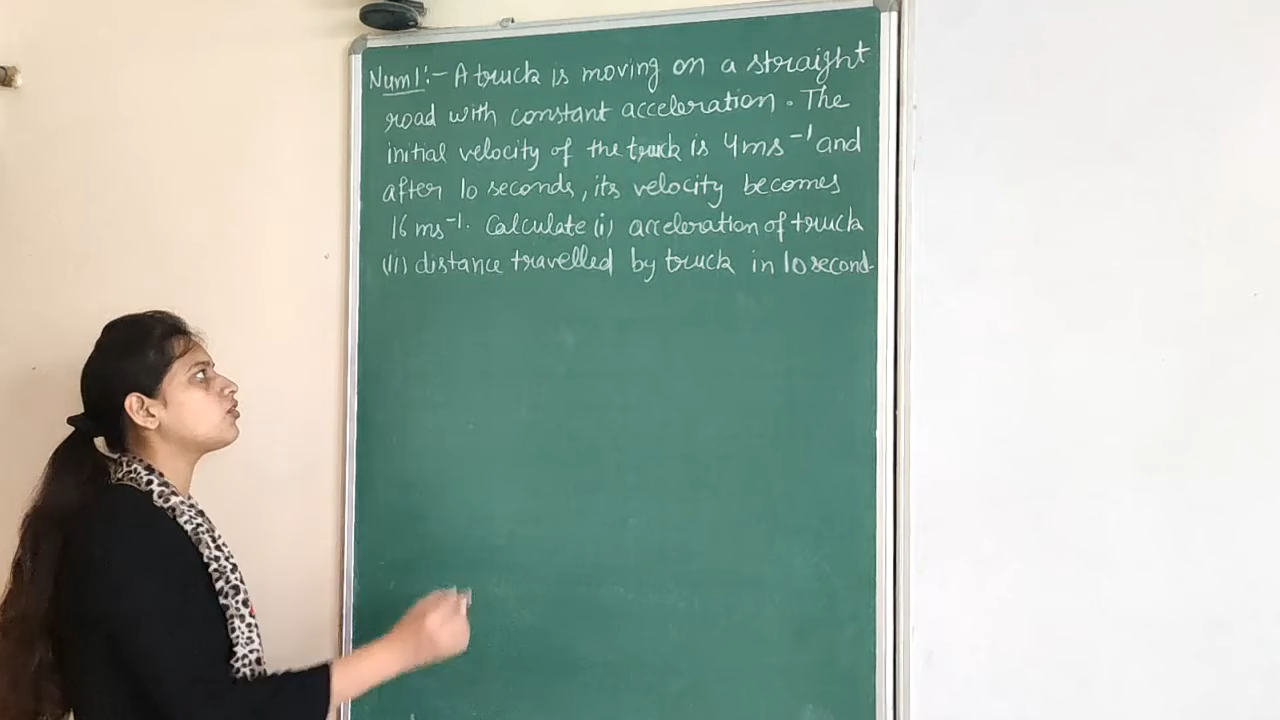 Num1:- A truck is moving on a straight
road with constant acceleration. The
initial velocity of the truck is 4ms⁻¹ and
after 10 seconds, its velocity becomes
16 ms⁻¹. Calculate (i) acceleration of truck
(ii) distance travelled by truck in 10 second.